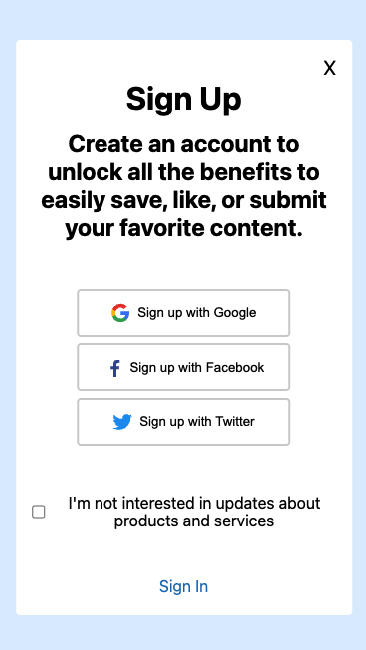 X
Sign Up
Create an account to
unlock all the benefits to
easily save, like, or submit
your favorite content.
Sign up with Google
Sign up with Facebook
Sign up with Twitter
I'm not interested in updates about
products and services
Sign In